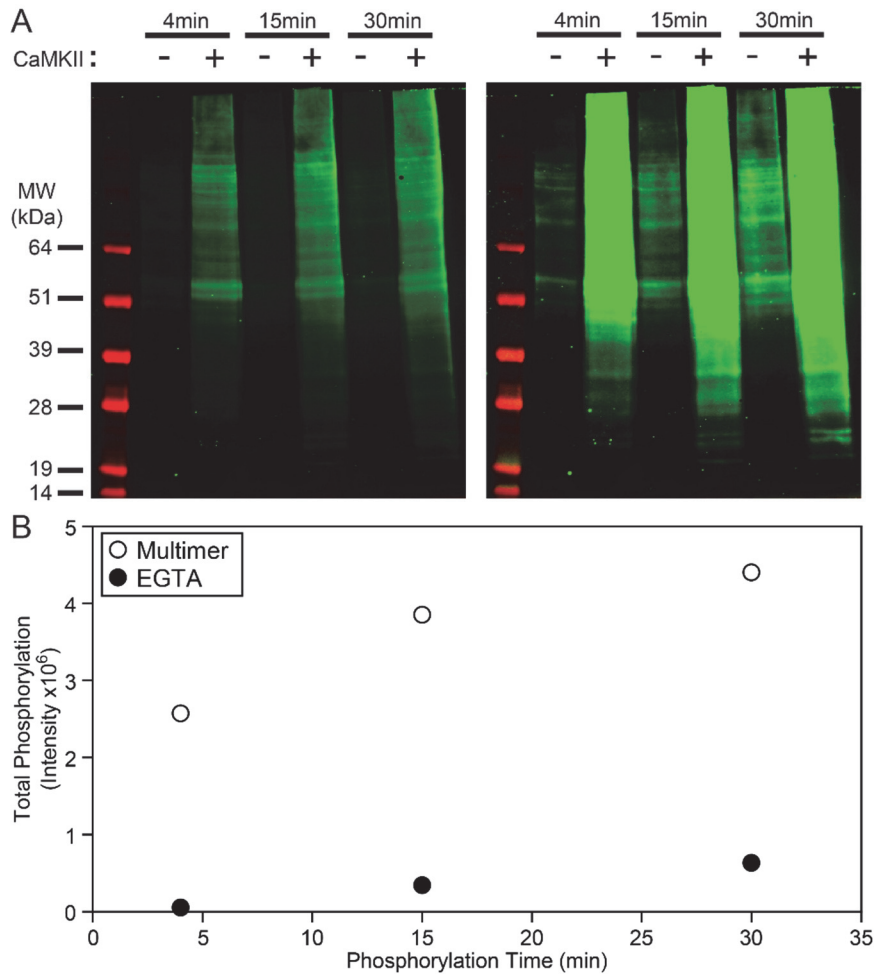 A
4min 15min 30min 4min 15min 30min
CaMKII : - + - + - + - + - + - +
MW
(kDa)
64
51
39
28
19
14
B
Multimer
EGTA
Total Phosphorylation
(Intensity x10⁶)
5
4
3
2
1
0
0 5 10 15 20 25 30 35
Phosphorylation Time (min)